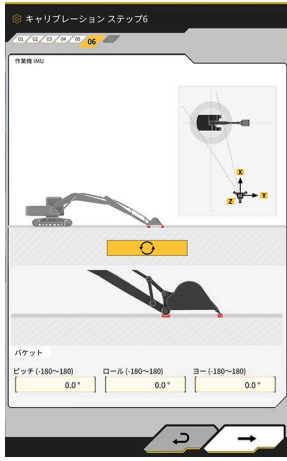 キャリブレーション ステップ6
01 02 03 04 05 06
作業機 IMU
X
Y
Z
バケット
ピッチ (-180～180) ロール (-180～180) ヨー (-180～180)
0.0 ° 0.0 ° 0.0 °